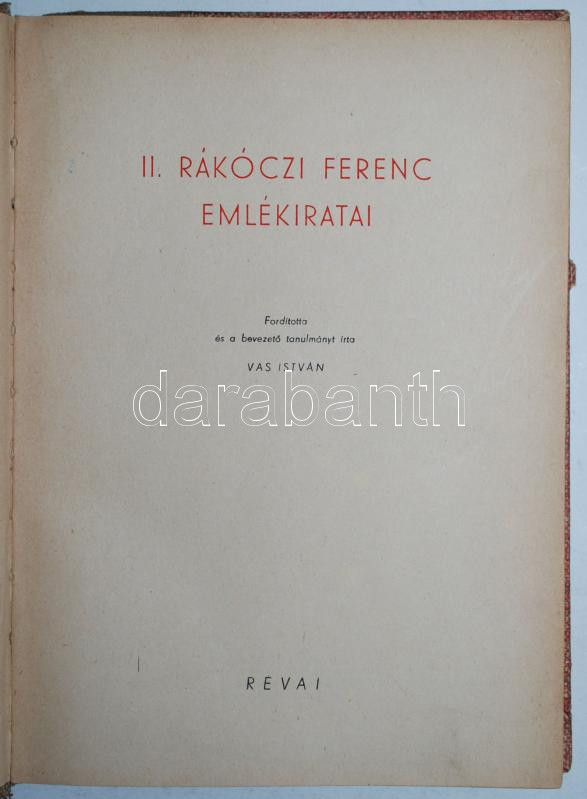 II. RÁKÓCZI FERENC
EMLÉKIRATAI
Fordította
és a bevezető tanulmányt írta
VAS ISTVÁN
darabanth
RÉVAI